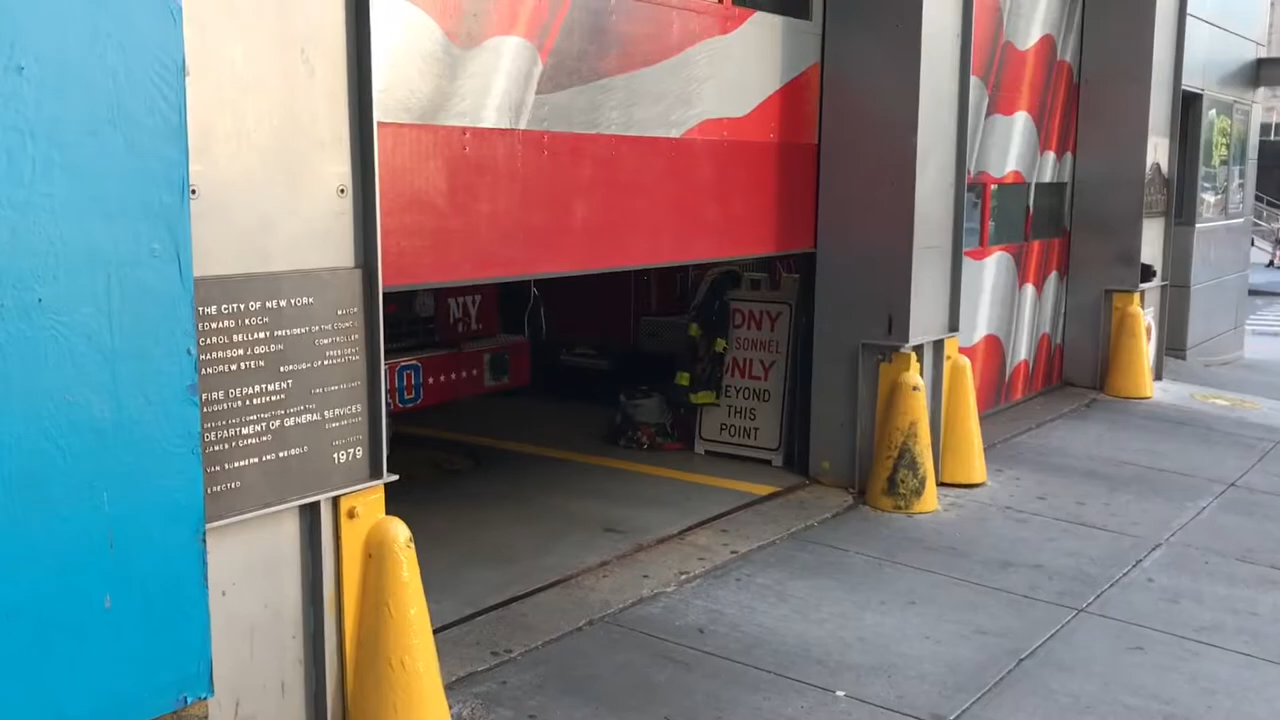 THE CITY OF NEW YORK
EDWARD I. KOCH MAYOR
CAROL BELLAMY PRESIDENT OF THE COUNCIL
HARRISON J. GOLDIN COMPTROLLER
ANDREW STEIN PRESIDENT
BOROUGH OF MANHATTAN
FIRE DEPARTMENT
AUGUSTUS A. BEEKMAN FIRE COMMISSIONER
DESIGN AND CONSTRUCTION UNDER THE
DEPARTMENT OF GENERAL SERVICES
JAMES F. CAPALINO COMMISSIONER
VAN SUMMERN AND WEIGOLD ARCHITECTS
ERECTED 1979
N.Y.
10
DNY
SONNEL
ONLY
BEYOND
THIS
POINT